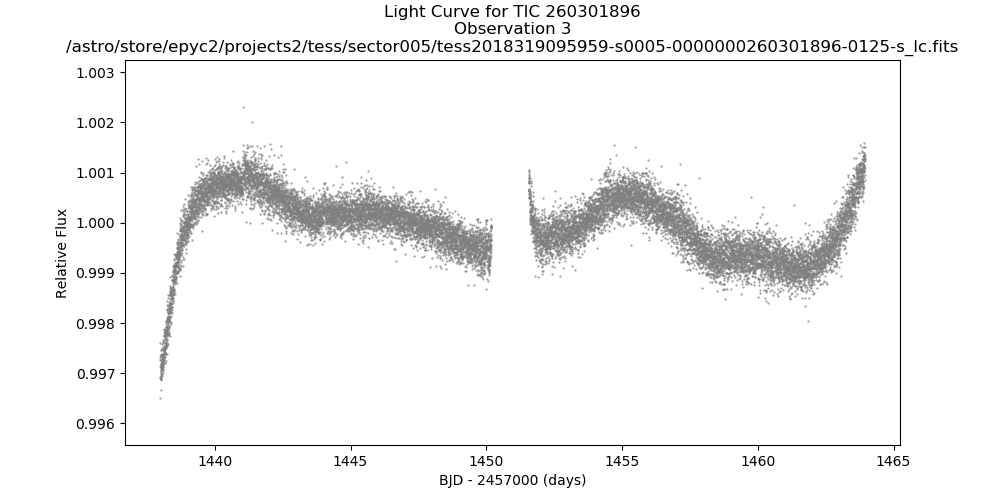 Light Curve for TIC 260301896
Observation 3
/astro/store/epyc2/projects2/tess/sector005/tess2018319095959-s0005-0000000260301896-0125-s_lc.fits
1.003
1.002
1.001
1.000
0.999
0.998
0.997
0.996
Relative Flux
1440 1445 1450 1455 1460 1465
BJD - 2457000 (days)